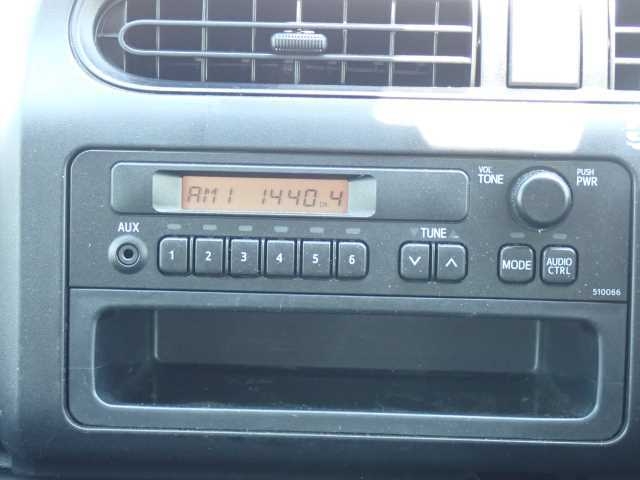 AM1 1440 CH 4
VOL
TONE
PUSH
PWR
AUX
TUNE
1 2 3 4 5 6
MODE
AUDIO
CTRL
510066